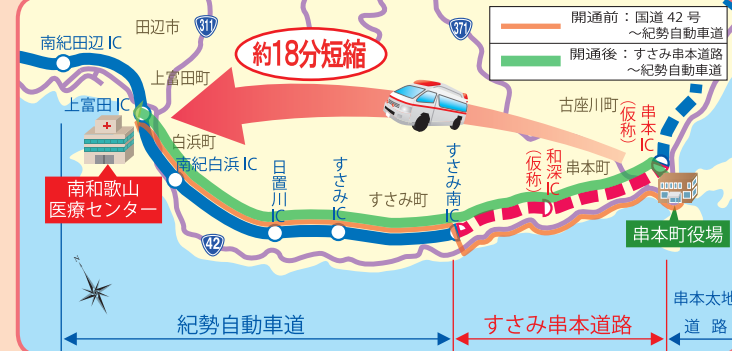 開通前：国道42号
～紀勢自動車道
開通後：すさみ串本道路
～紀勢自動車道
311
371
田辺市
南紀田辺IC
約18分短縮
上富田町
上富田IC
古座川町
串本IC
(仮称)
白浜町
南紀白浜IC
日置川IC
すさみIC
すさみ町
すさみ南IC
和深IC
(仮称)
串本町
南和歌山
医療センター
串本町役場
42
N
紀勢自動車道
すさみ串本道路
串本太地
道路